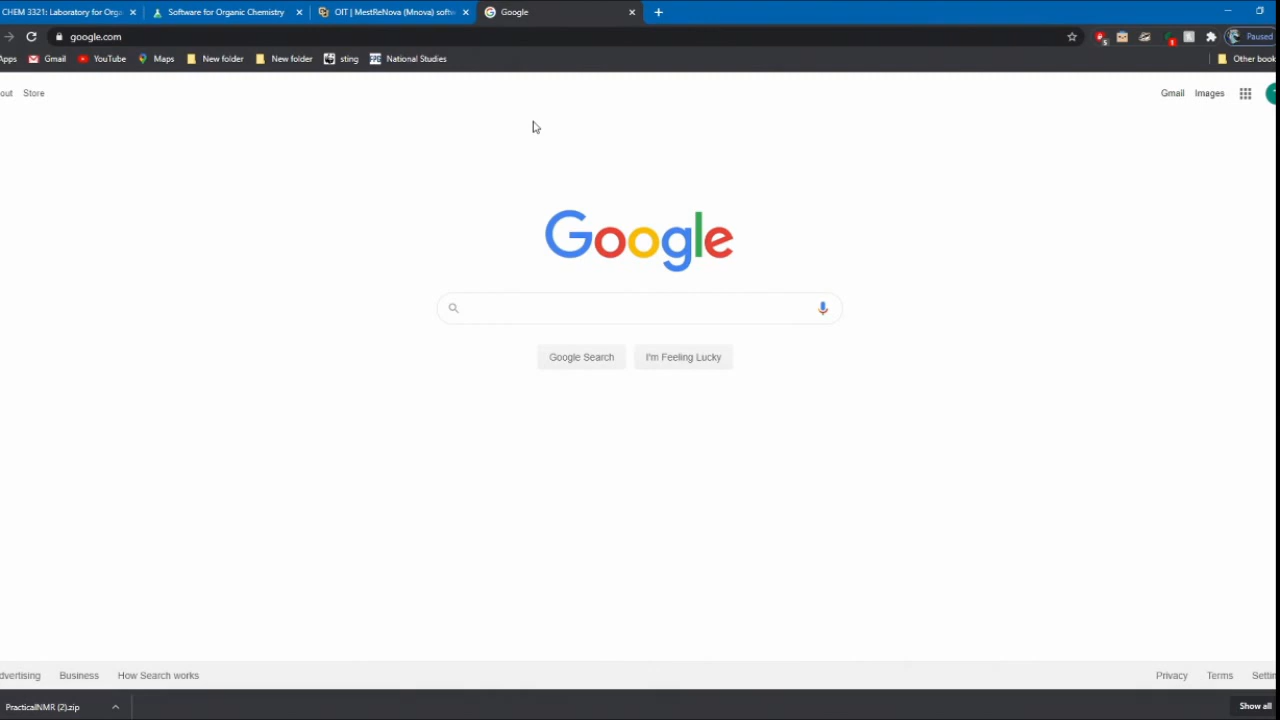 CHEM 3321: Laboratory for Orga
Software for Organic Chemistry
OIT | MestReNova (Mnova) softw
Google
google.com
Paused
Apps
Gmail
YouTube
Maps
New folder
New folder
sting
National Studies
Other book
out
Store
Gmail
Images
Google
Google Search
I'm Feeling Lucky
dvertising
Business
How Search works
Privacy
Terms
Settin
PracticalNMR (2).zip
Show all